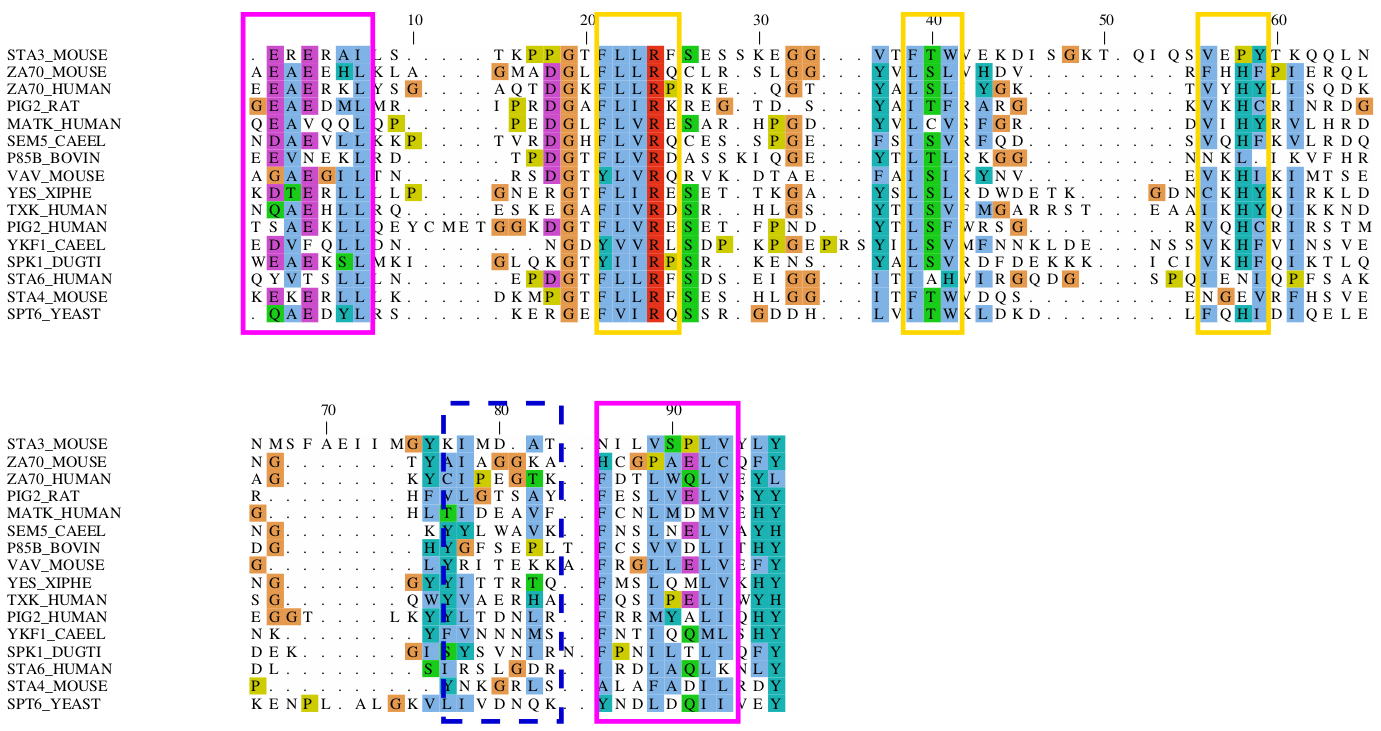 10 20 30 40 50 60
STA3_MOUSE . E R E R A I L S . . . . . T K P P G T F L L R F S E S S K E G G . . . V T F T W V E K D I S G K T . Q I Q S V E P Y T K Q Q L N
ZA70_MOUSE A E A E E H L K L A . . . . G M A D G L F L L R Q C L R . S L G G . . . Y V L S L V H D V . . . . . . . . . R F H H F P I E R Q L
ZA70_HUMAN E E A E R K L Y S G . . . . A Q T D G K F L L R P R K E . . Q G T . . . Y A L S L I Y G K . . . . . . . . . T V Y H Y L I S Q D K
PIG2_RAT G E A E D M L M R . . . . . I P R D G A F L I R K R E G . T D . S . . . Y A I T F R A R G . . . . . . . . . K V K H C R I N R D G
MATK_HUMAN Q E A V Q Q L Q P . . . . . . P E D G L F L V R E S A R . H P G D . . . Y V L C V S F G R . . . . . . . . . D V I H Y R V L H R D
SEM5_CAEEL N D A E V L L K K P . . . . T V R D G H F L V R Q C E S . S P G E . . . F S I S V R F Q D . . . . . . . . . S V Q H F K V L R D Q
P85B_BOVIN E E V N E K L R D . . . . . . T P D G T F L V R D A S S K I Q G E . . . Y T L T L R K G G . . . . . . . . . N N K L . I K V F H R
VAV_MOUSE A G A E G I L T N . . . . . . R S D G T Y L V R Q R V K . D T A E . . . F A I S I K Y N V . . . . . . . . . E V K H I K I M T S E
YES_XIPHE K D T E R L L L P . . . . . G N E R G T F L I R E S E T . T K G A . . . Y S L S L R D W D E T K . . . . G D N C K H Y K I R K L D
TXK_HUMAN N Q A E H L L R Q . . . . . E S K E G A F I V R D S R . . H L G S . . . Y T I S V F M G A R R S T . . . E A A I K H Y Q I K K N D
PIG2_HUMAN T S A E K L L Q E Y C M E T G G K D G T F L V R E S E T . F P N D . . . Y T L S F W R S G . . . . . . . . . R V Q H C R I R S T M
YKF1_CAEEL E D V F Q L L D N . . . . . . . . N G D Y V V R L S D P . K P G E P R S Y I L S V M F N N K L D E . . . N S S V K H F V I N S V E
SPK1_DUGTI W E A E K S L M K I . . . . G L Q K G T Y I I R P S R . . K E N S . . . Y A L S V R D F D E K K K . . . I C I V K H F Q I K T L Q
STA6_HUMAN Q Y V T S L L L N . . . . . . E P D G T F L L R F S D S . E I G G . . . I T I A H V I R G Q D G . . . . . S P Q I E N I Q P F S A K
STA4_MOUSE K E K E R L L L K . . . . . D K M P G T F L L R F S E S . H L G G . . . I T F T W V D Q S . . . . . . . . . E N G E V R F H S V E
SPT6_YEAST . Q A E D Y L R S . . . . . K E R G E F V I R Q S S R . G D D H . . . L V I T W K L D K D . . . . . . . . L F Q H I D I Q E L E
70 80 90
STA3_MOUSE N M S F A E I I M G Y K I M D . A T . . N I L V S P L V Y L Y
ZA70_MOUSE N G . . . . . . . T Y A I A G G K A . . H C G P A E L C Q F Y
ZA70_HUMAN A G . . . . . . . K Y C I P E G T K . . F D T L W Q L V E Y L
PIG2_RAT R . . . . . . . . H F V L G T S A Y . . F E S L V E L V S Y Y
MATK_HUMAN G . . . . . . . . H L T I D E A V F . . F C N L M D M V E H Y
SEM5_CAEEL N G . . . . . . . . K Y Y L W A V K . . F N S L N E L V A Y H
P85B_BOVIN D G . . . . . . . . H Y G F S E P L T . F C S V V D L I T H Y
VAV_MOUSE G . . . . . . . . . L Y R I T E K K A . F R G L L E L V E F Y
YES_XIPHE N G . . . . . . . G Y Y I T T R T Q . . F M S L Q M L V K H Y
TXK_HUMAN S G . . . . . . . Q W Y V A E R H A . . F Q S I P E L I W Y H
PIG2_HUMAN E G G T . . . . L K Y Y L T D N L R . . F R R M Y A L I Q H Y
YKF1_CAEEL N K . . . . . . . . Y F V N N N M S . . F N T I Q Q M L S H Y
SPK1_DUGTI D E K . . . . . . G I S Y S V N I R N . F P N I L T L I Q F Y
STA6_HUMAN D L . . . . . . . . S I R S L G D R . . I R D L A Q L K N L Y
STA4_MOUSE P . . . . . . . . . . Y N K G R L S . . A L A F A D I L R D Y
SPT6_YEAST K E N P L . A L G K V L I V D N Q K . . Y N D L D Q I I V E Y